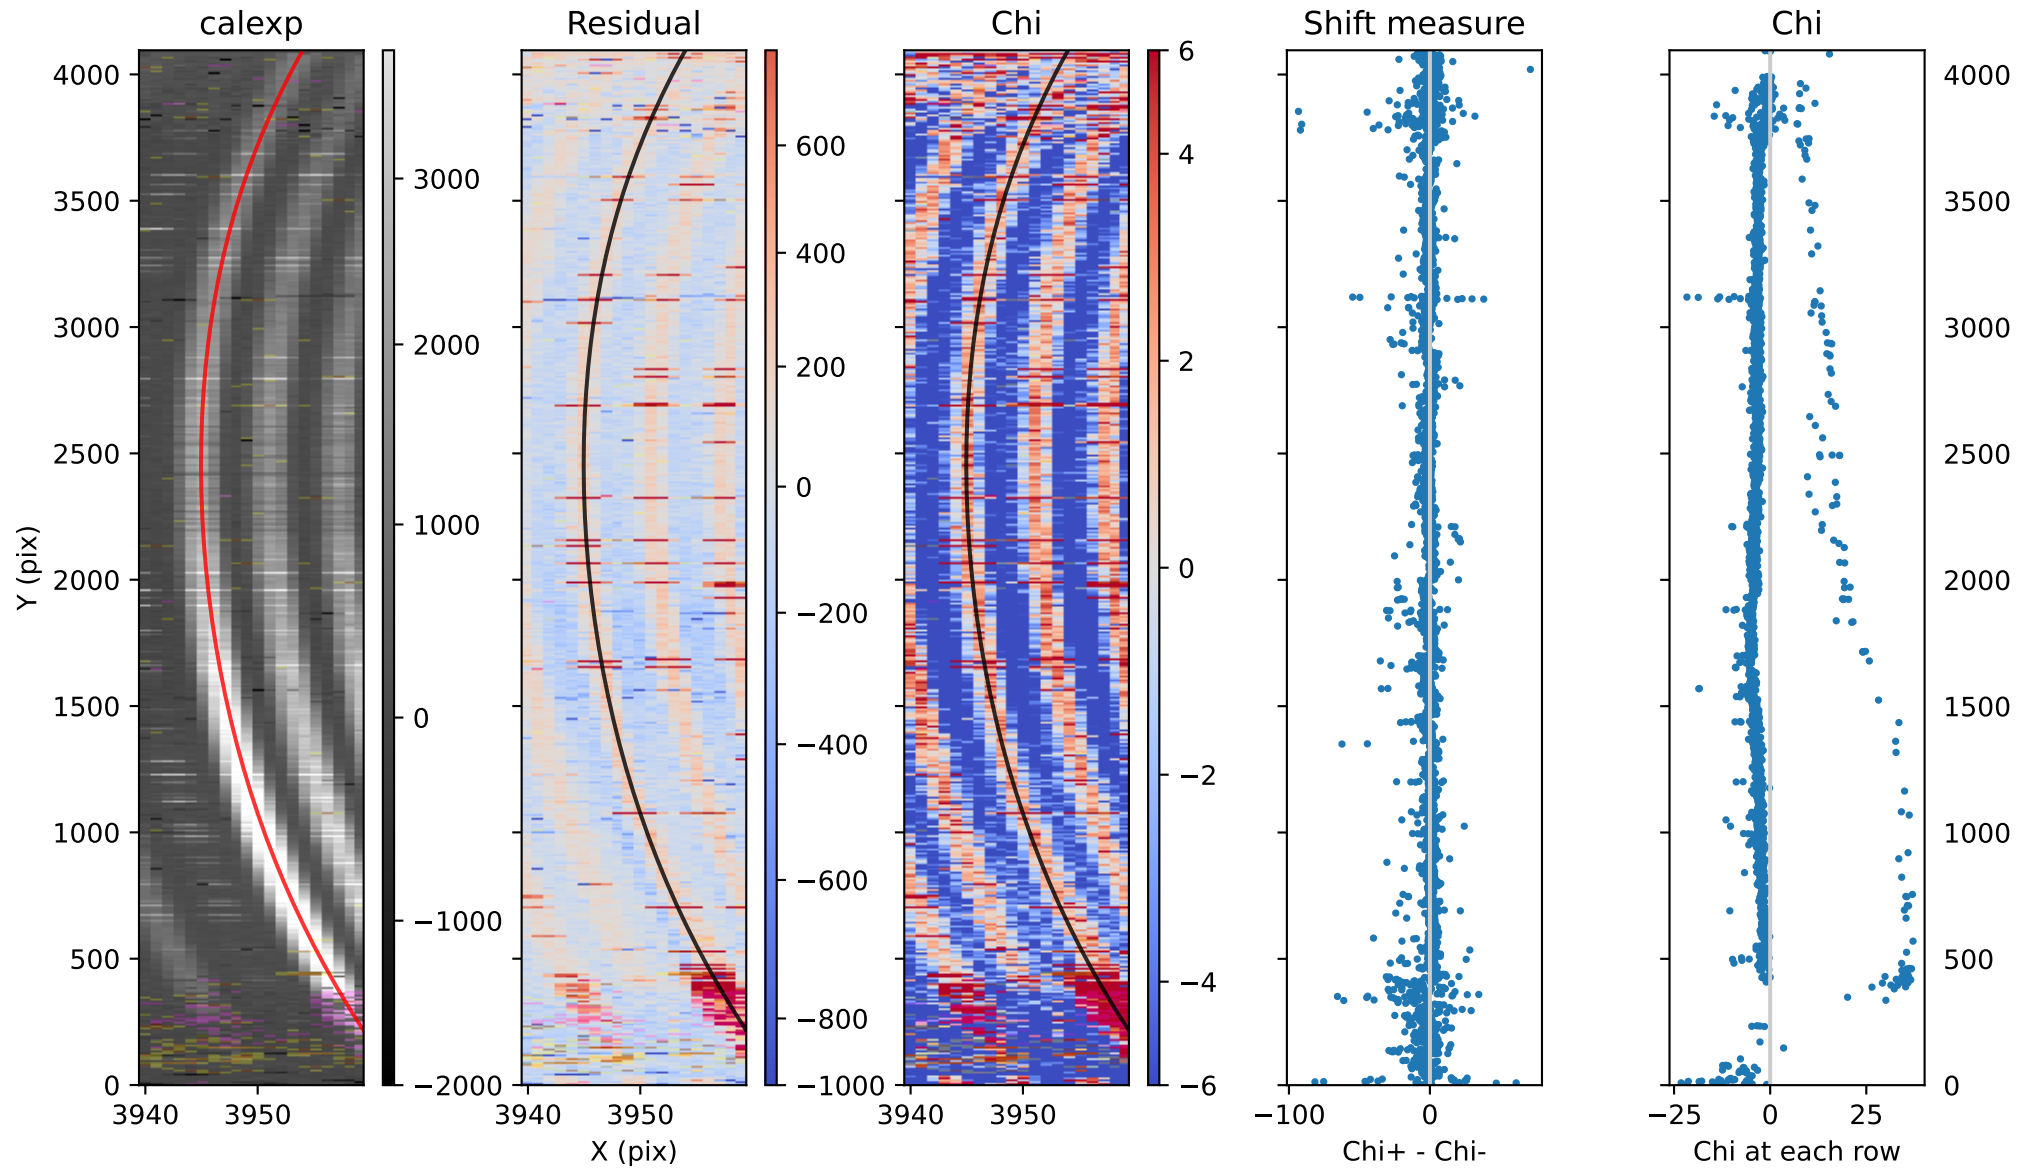 calexp Residual Chi Shift measure Chi
4000 3500 3000 2500 2000 1500 1000 500 0
Y (pix)
3940 3950
3000 2000 1000 0 −1000 −2000
3940 3950
X (pix)
600 400 200 0 −200 −400 −600 −800 −1000
3940 3950
6 4 2 0 −2 −4 −6
−100 0
Chi+ - Chi-
−25 0 25
Chi at each row
4000 3500 3000 2500 2000 1500 1000 500 0